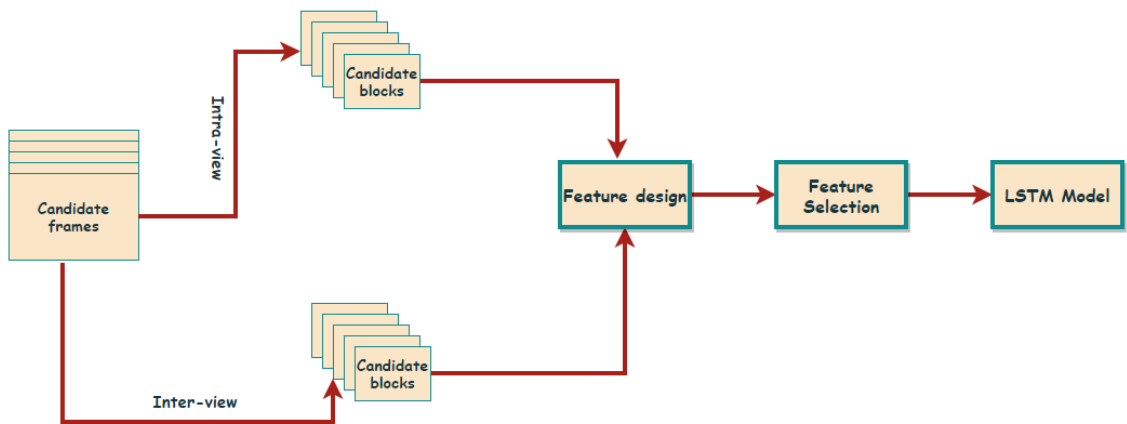 Candidate
blocks
Intra-view
Candidate
frames
Feature design
Feature
Selection
LSTM Model
Candidate
blocks
Inter-view